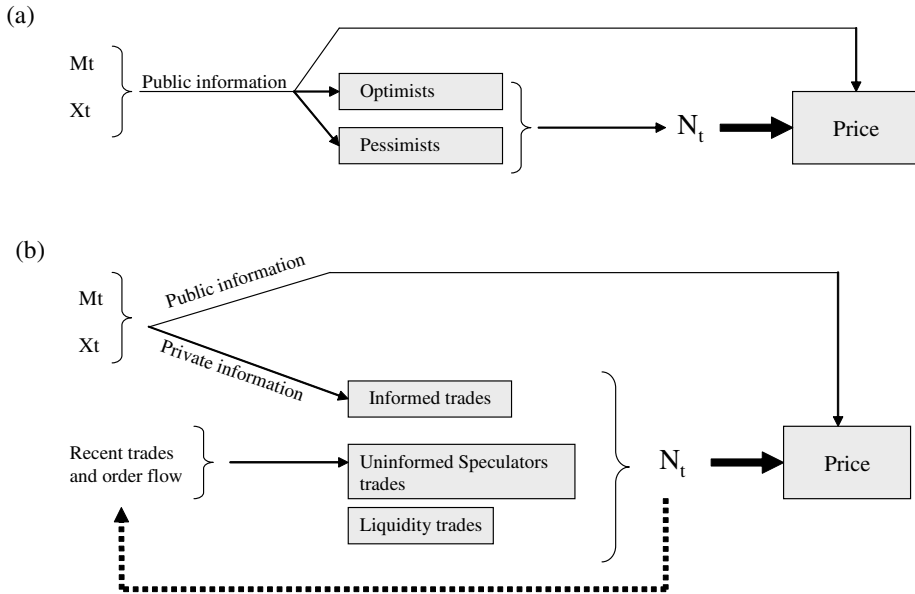 (a)
Mt
Xt
Public information
Optimists
Pessimists
N_t
Price
(b)
Mt
Xt
Public information
Private information
Informed trades
Recent trades
and order flow
Uninformed Speculators
trades
Liquidity trades
N_t
Price